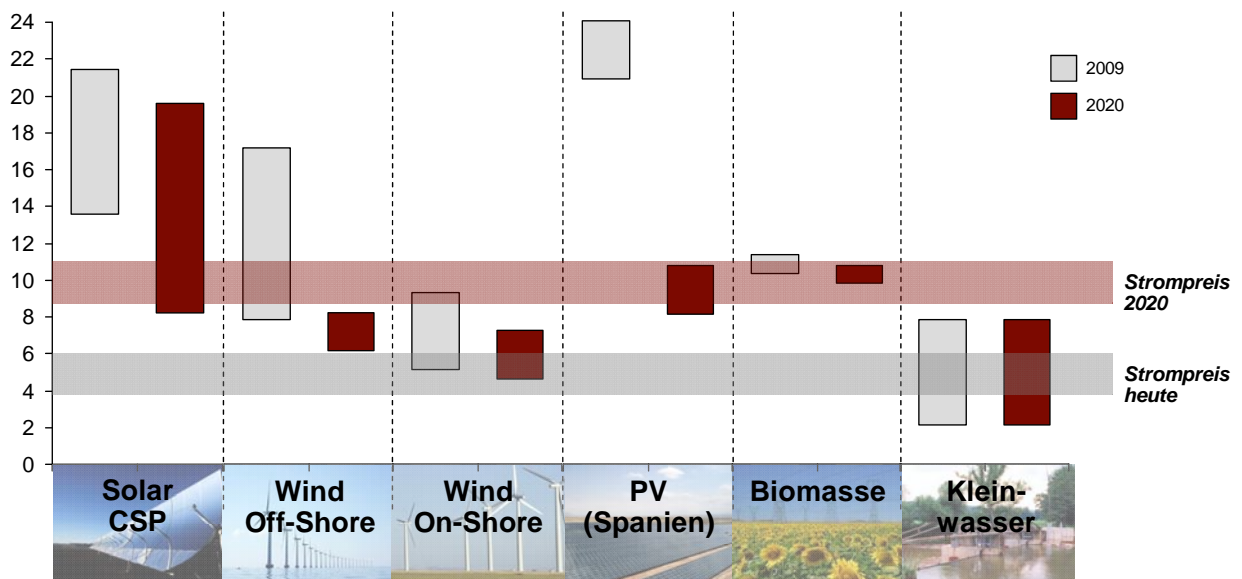 24
22
20
18
16
14
12
10
8
6
4
2
0
2009
2020
Strompreis
2020
Strompreis
heute
Solar
CSP
Wind
Off-Shore
Wind
On-Shore
PV
(Spanien)
Biomasse
Klein-
wasser